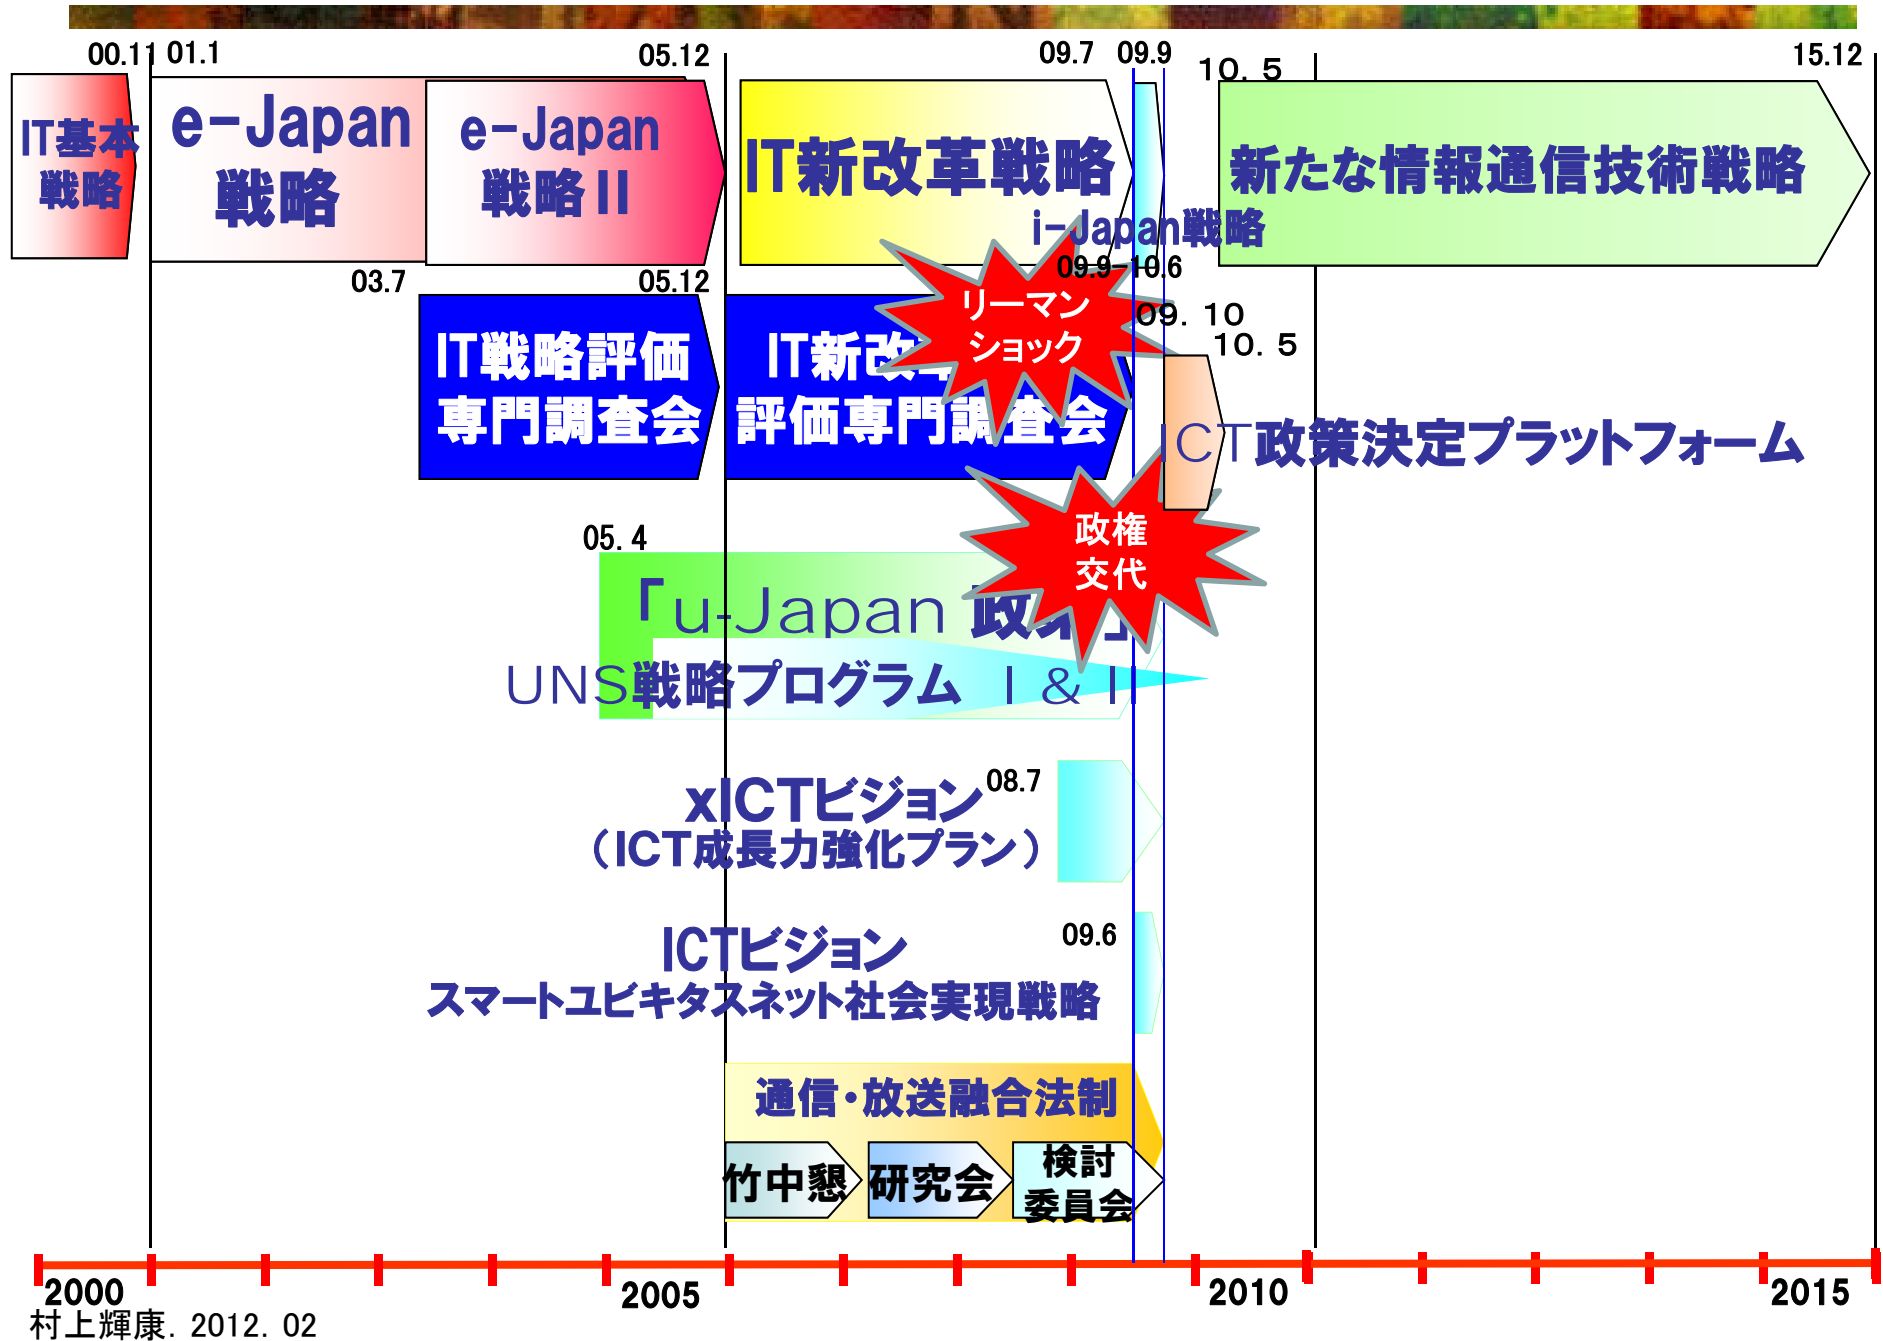 00.11 01.1 05.12 09.7 09.9 10. 5 15.12
IT基本
戦略
e-Japan
戦略
e-Japan
戦略Ⅱ
IT新改革戦略
i-Japan戦略
09.9-10.6
新たな情報通信技術戦略
03.7 05.12
IT戦略評価
専門調査会
IT新改革
評価専門調査会
リーマン
ショック
09. 10
10. 5
ICT政策決定プラットフォーム
政権
交代
05. 4
「u-Japan 政策」
UNS戦略プログラム Ⅰ & Ⅱ
xICTビジョン 08.7
（ICT成長力強化プラン）
ICTビジョン 09.6
スマートユビキタスネット社会実現戦略
通信・放送融合法制
竹中懇
研究会
検討
委員会
2000 2005 2010 2015
村上輝康. 2012. 02